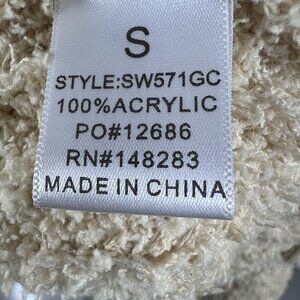 S
STYLE:SW571GC
100%ACRYLIC
PO#12686
RN#148283
MADE IN CHINA